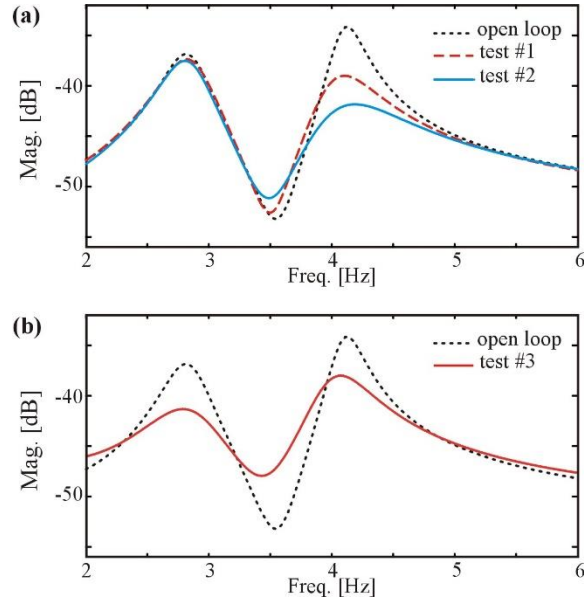 (a)
open loop
test #1
test #2
Mag. [dB]
-40
-50
2
3
4
5
6
Freq. [Hz]
(b)
open loop
test #3
Mag. [dB]
-40
-50
2
3
4
5
6
Freq. [Hz]